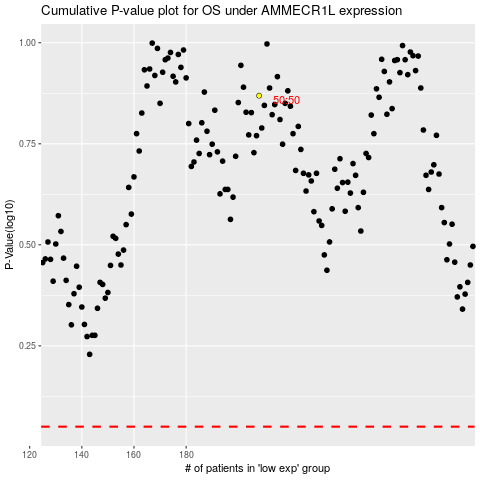 Cumulative P-value plot for OS under AMMECR1L expression
P-Value(log10)
1.00
0.75
0.50
0.25
50:50
120 140 160 180
# of patients in 'low exp' group